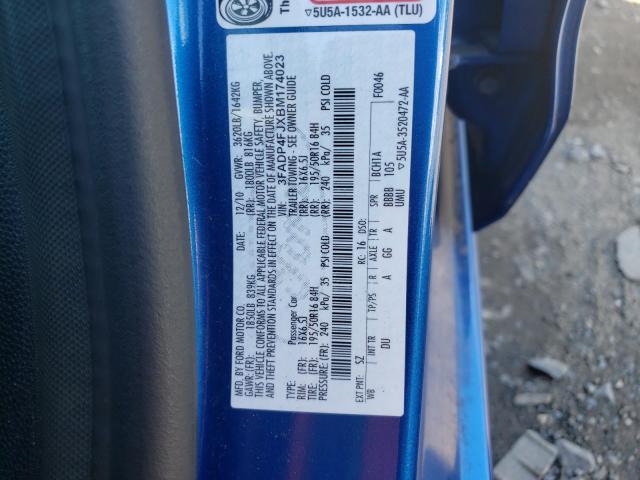 Th
▽5U5A-1532-AA (TLU)
MFD. BY FORD MOTOR CO.
DATE: 12/10 GVWR: 3620LB/1642KG
GAWR:(FR): 1850LB 839KG (RR): 1800LB 816KG
THIS VEHICLE CONFORMS TO ALL APPLICABLE FEDERAL MOTOR VEHICLE SAFETY, BUMPER,
AND THEFT PREVENTION STANDARDS IN EFFECT ON THE DATE OF MANUFACTURE SHOWN ABOVE.
VIN: 3FADP4FJXBM174023
TYPE: Passenger Car TRAILER TOWING - SEE OWNER GUIDE
RIM: (FR): 16X6.5J (RR): 16X6.5J
TIRE: (FR): 195/50R16 84H (RR): 195/50R16 84H
PRESSURE: (FR): 240 kPa/ 35 PSI COLD (RR): 240 kPa/ 35 PSI COLD
EXT PNT: SZ RC: 16 DSO: F0046
WB INT TR TP/PS R AXLE TR SPR BCH1A
DU A GG A BBBB 105
UMU
▽5U5A-3520472-AA